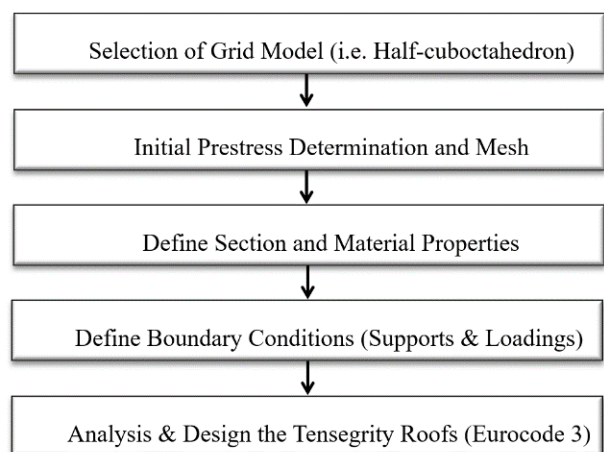 Selection of Grid Model (i.e. Half-cuboctahedron)
Initial Prestress Determination and Mesh
Define Section and Material Properties
Define Boundary Conditions (Supports & Loadings)
Analysis & Design the Tensegrity Roofs (Eurocode 3)